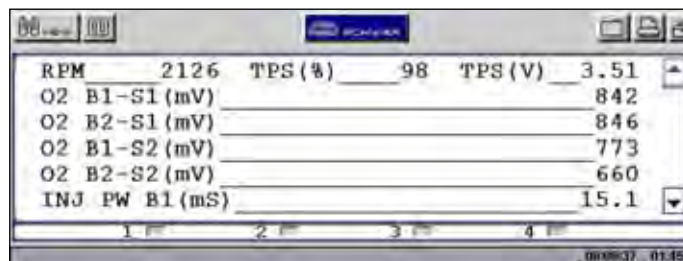 RPM 2126 TPS(%) 98 TPS(V) 3.51
O2 B1-S1(mV) 842
O2 B2-S1(mV) 846
O2 B1-S2(mV) 773
O2 B2-S2(mV) 660
INJ PW B1(mS) 15.1
1 2 3 4